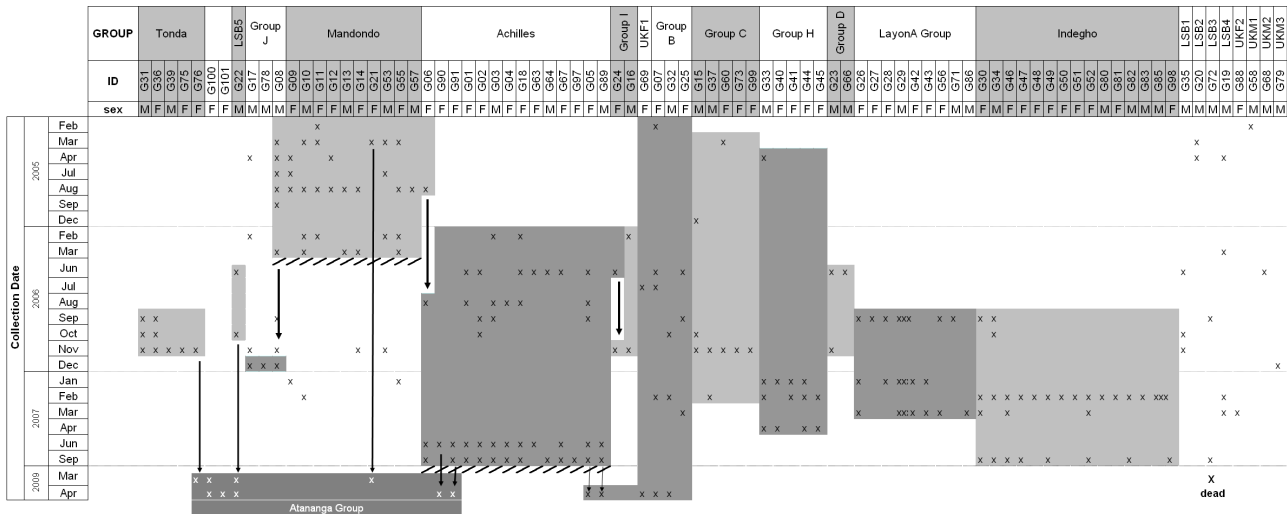 GROUP Tonda LSB5 Group J Mandondo Achilles Group I UKF1 Group B Group C Group H Group D LayonA Group Indegho LSB1 LSB2 LSB3 LSB4 UKF2 UKM1 UKM2 UKM3
ID G31 G36 G39 G75 G76 G100 G101 G22 G17 G78 G08 G09 G10 G11 G12 G13 G14 G21 G53 G55 G57 G06 G90 G91 G01 G02 G03 G04 G18 G63 G64 G67 G97 G05 G89 G24 G16 G69 G07 G32 G25 G15 G37 G60 G73 G99 G33 G40 G41 G44 G45 G23 G66 G26 G27 G28 G29 G42 G43 G56 G71 G86 G30 G34 G46 G47 G48 G49 G50 G51 G52 G80 G81 G82 G83 G85 G98 G35 G20 G72 G19 G88 G58 G68 G79
sex
Collection Date
2005
Feb
Mar
Apr
Jul
Aug
Sep
Dec
2006
Feb
Mar
Jun
Jul
Aug
Sep
Oct
Nov
Dec
2007
Jan
Feb
Mar
Apr
Jun
Sep
2009
Mar
Apr
dead
Atananga Group